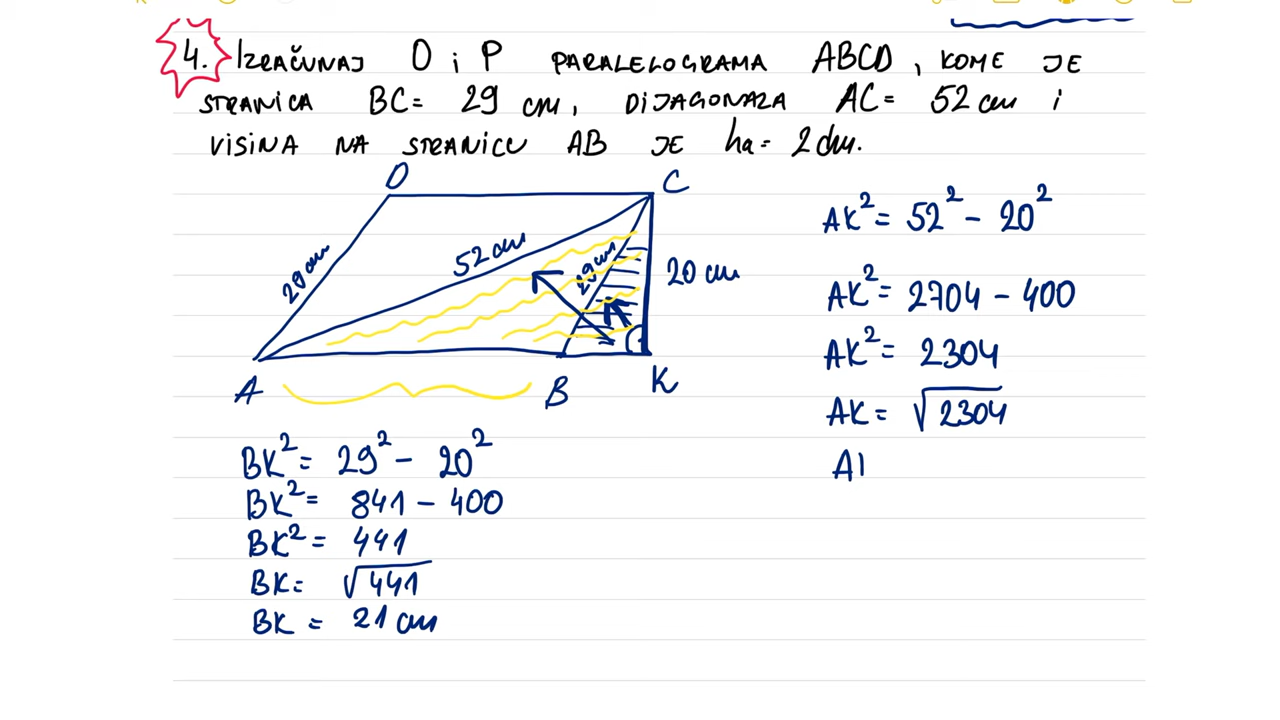 4. IZRAČUNAJ O i P PARALELOGRAMA ABCD, KOME JE
STRANICA BC= 29 cm, DIJAGONALA AC= 52 cm i
VISINA NA STRANICU AB JE ha= 2dm.
D
C
29 cm
52 cm
29 cm
20 cm
A
B
K
BK² = 29² - 20²
BK² = 841 - 400
BK² = 441
BK = √441
BK = 21 cm
AK² = 52² - 20²
AK² = 2704 - 400
AK² = 2304
AK = √2304
Al